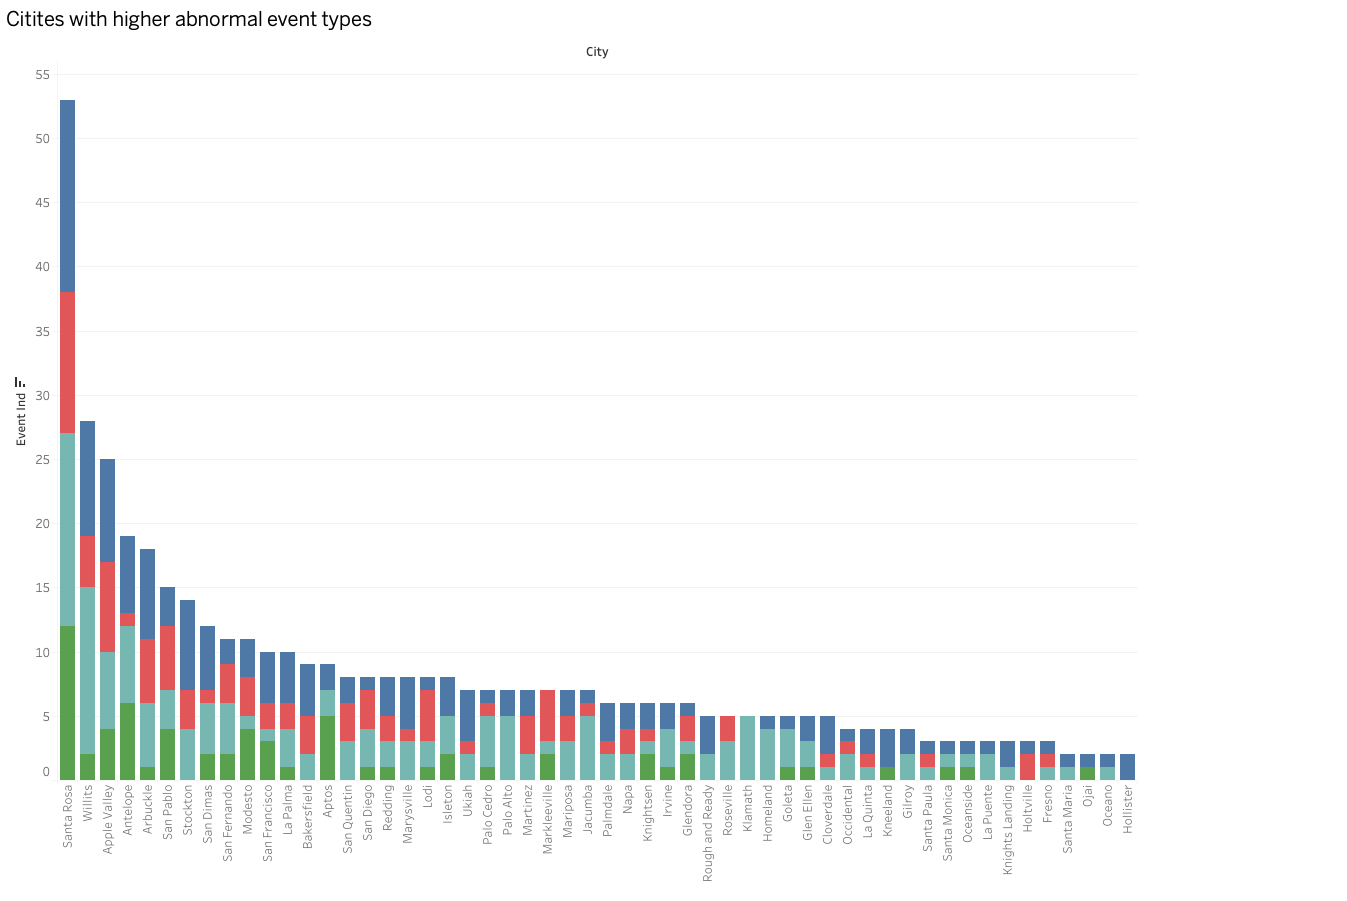 Citites with higher abnormal event types
City
55
50
45
40
35
30
25
20
15
10
5
0
Event Ind
Santa Rosa
Willits
Apple Valley
Antelope
Arbuckle
San Pablo
Stockton
San Dimas
San Fernando
Modesto
San Francisco
La Palma
Bakersfield
Aptos
San Quentin
San Diego
Redding
Marysville
Lodi
Isleton
Ukiah
Palo Cedro
Palo Alto
Martinez
Markleeville
Mariposa
Jacumba
Palmdale
Napa
Knightsen
Irvine
Glendora
Rough and Ready
Roseville
Klamath
Homeland
Goleta
Glen Ellen
Cloverdale
Occidental
La Quinta
Kneeland
Gilroy
Santa Paula
Santa Monica
Oceanside
La Puente
Knights Landing
Holtville
Fresno
Santa Maria
Ojai
Oceano
Hollister